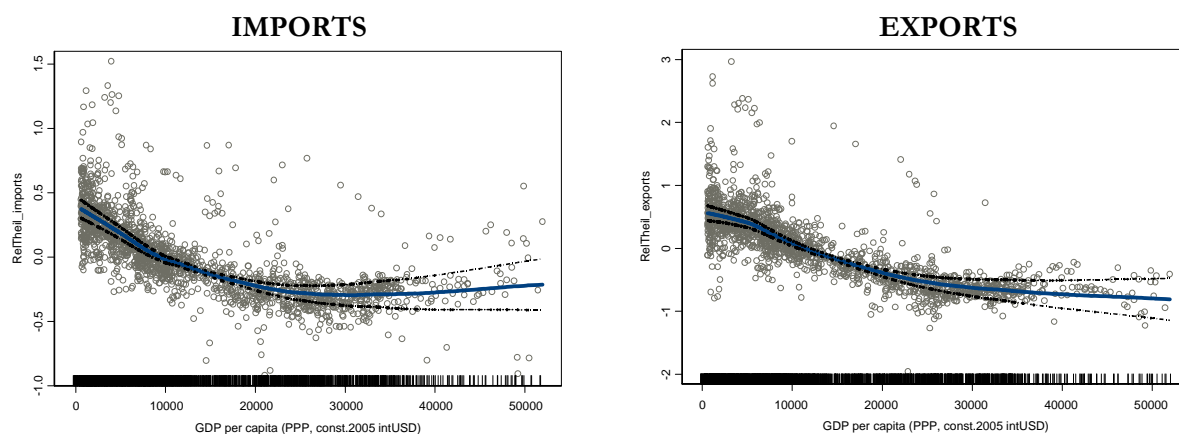 IMPORTS
1.5
1.0
0.5
0.0
-0.5
-1.0
RelTheil_imports
0 10000 20000 30000 40000 50000
GDP per capita (PPP, const.2005 intUSD)
EXPORTS
3
2
1
0
-1
-2
RelTheil_exports
0 10000 20000 30000 40000 50000
GDP per capita (PPP, const.2005 intUSD)